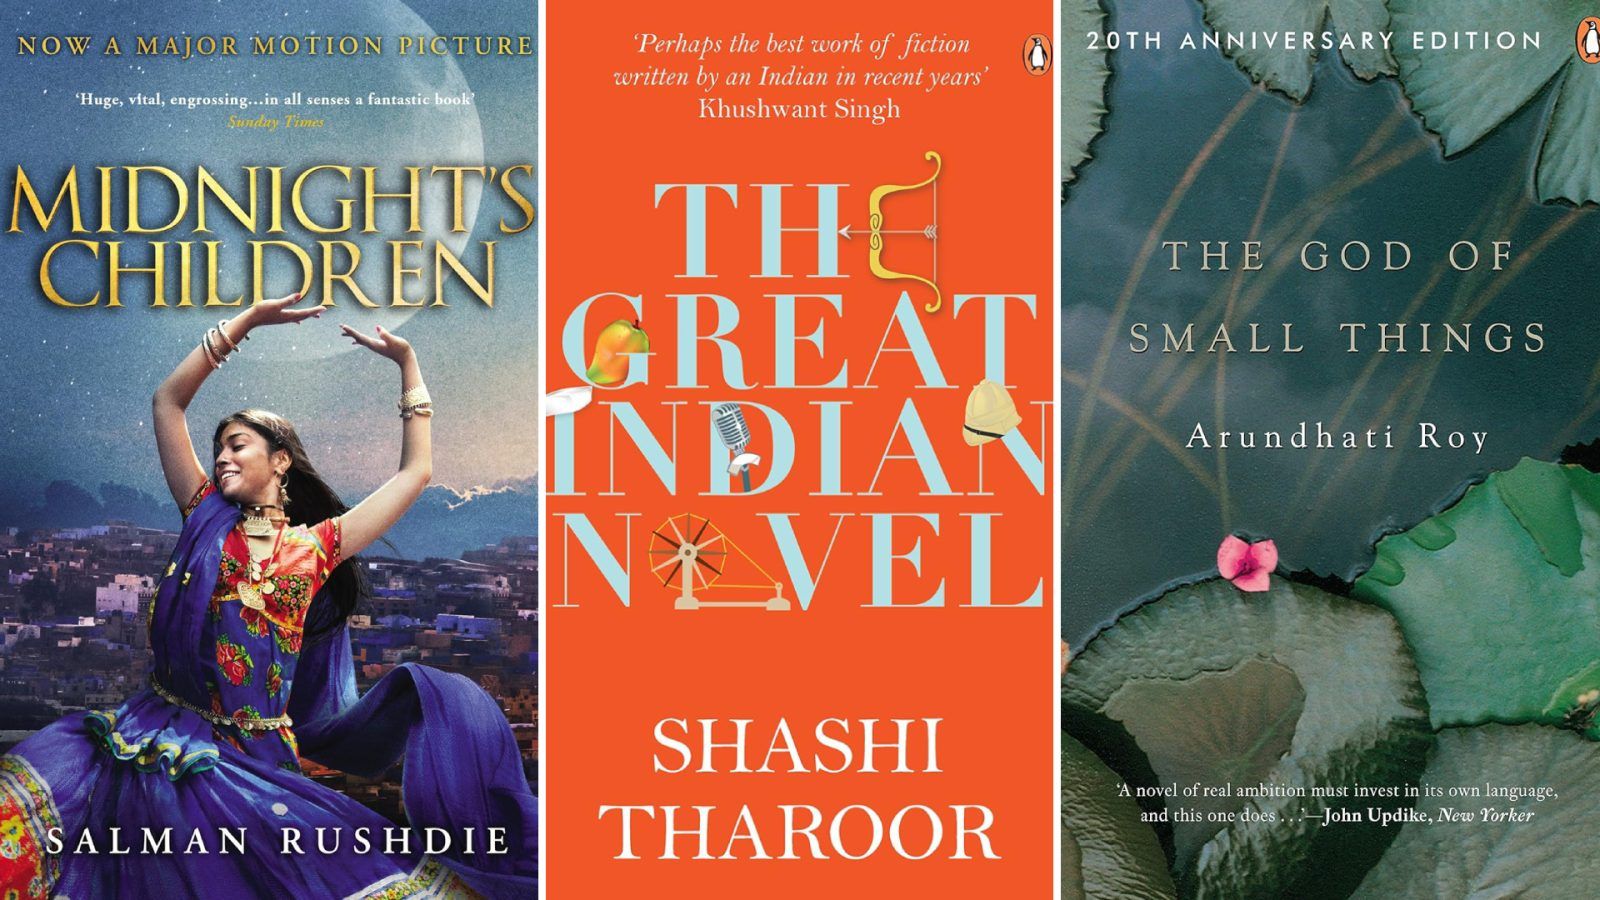 NOW A MAJOR MOTION PICTURE
‘Huge, vital, engrossing...in all senses a fantastic book’
Sunday Times
MIDNIGHT'S
CHILDREN
SALMAN RUSHDIE
‘Perhaps the best work of fiction
written by an Indian in recent years’
Khushwant Singh
THE
GREAT
INDIAN
NOVEL
SHASHI
THAROOR
20TH ANNIVERSARY EDITION
THE GOD OF
SMALL THINGS
Arundhati Roy
‘A novel of real ambition must invest in its own language,
and this one does . . .’—John Updike, New Yorker